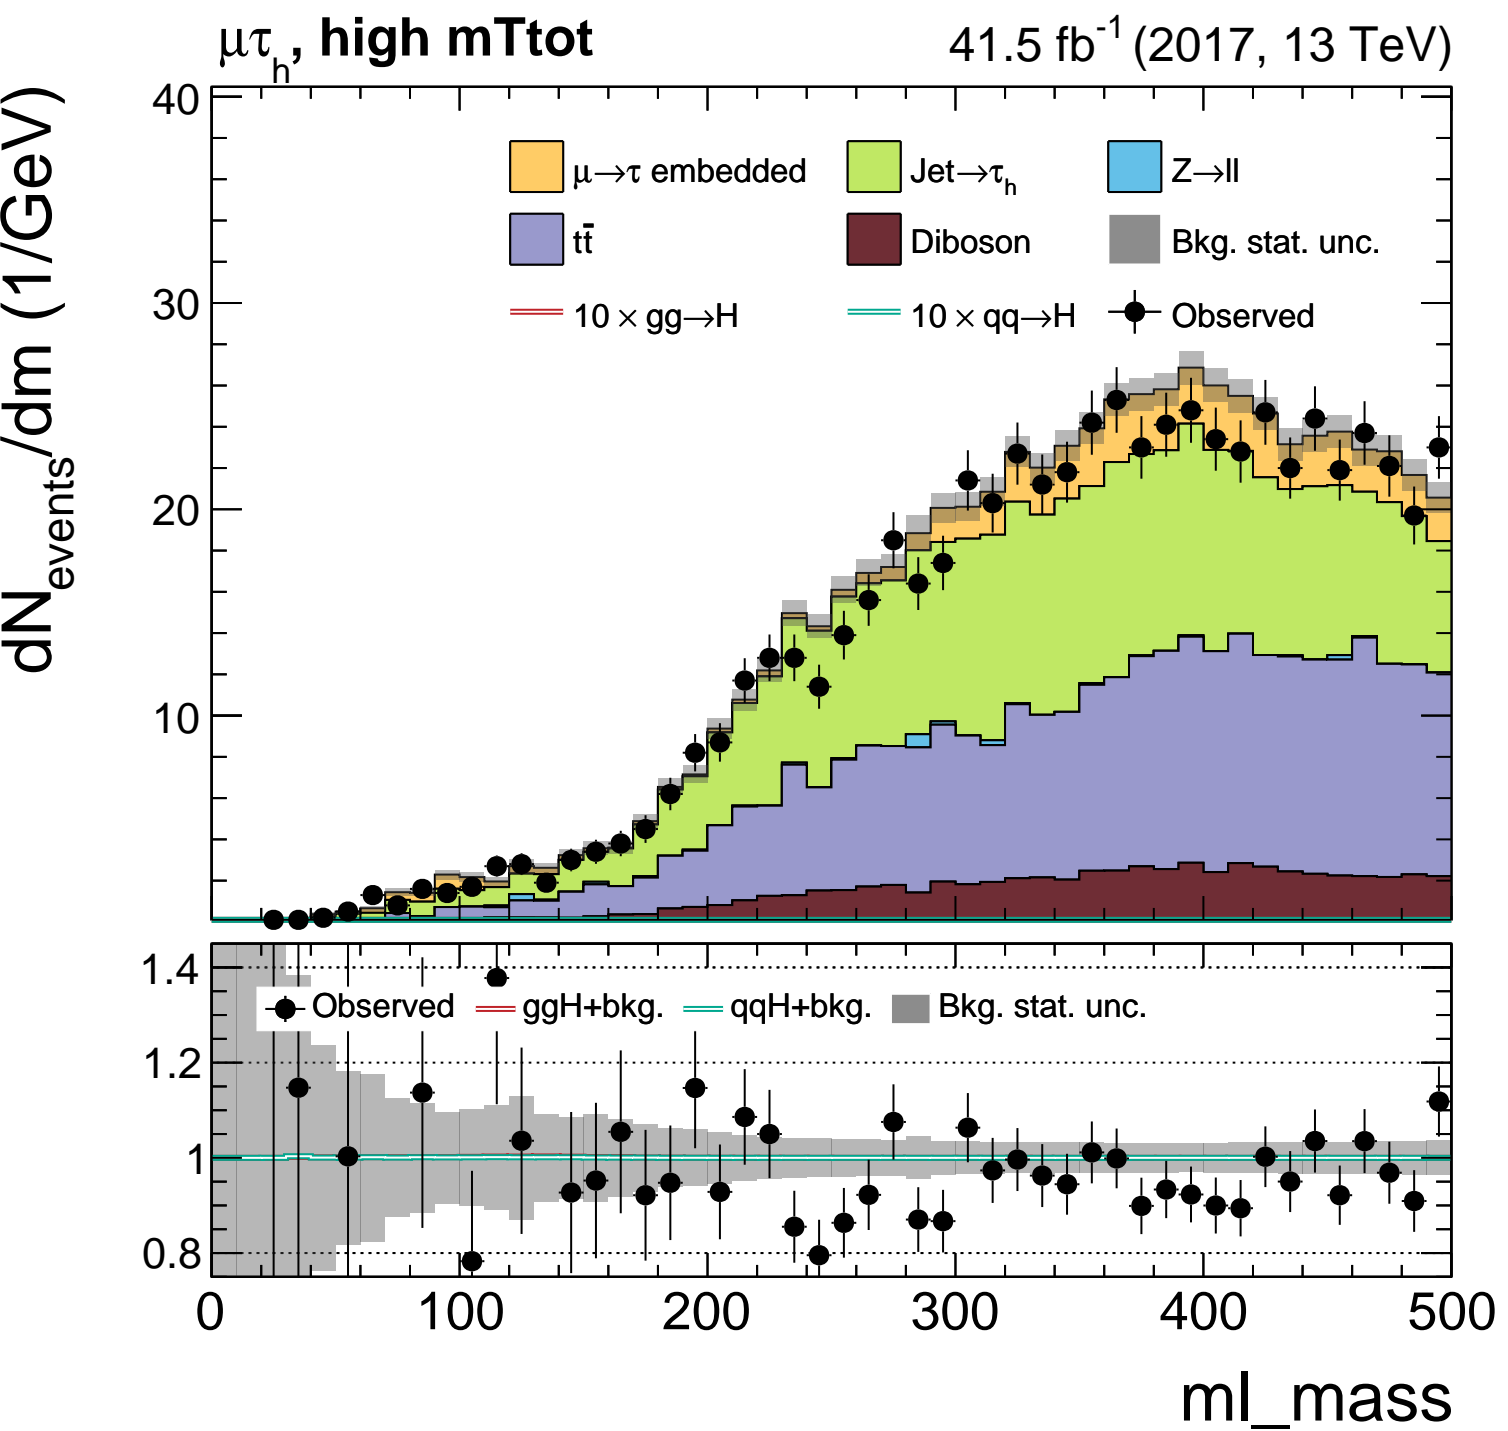 μτh, high mTtot
41.5 fb-1 (2017, 13 TeV)
dNevents/dm (1/GeV)
40
30
20
10
μ→τ embedded
Jet→τh
Z→ll
tt̄
Diboson
Bkg. stat. unc.
10 × gg→H
10 × qq→H
Observed
1.4
1.2
1
0.8
Observed
ggH+bkg.
qqH+bkg.
Bkg. stat. unc.
0
100
200
300
400
500
ml_mass